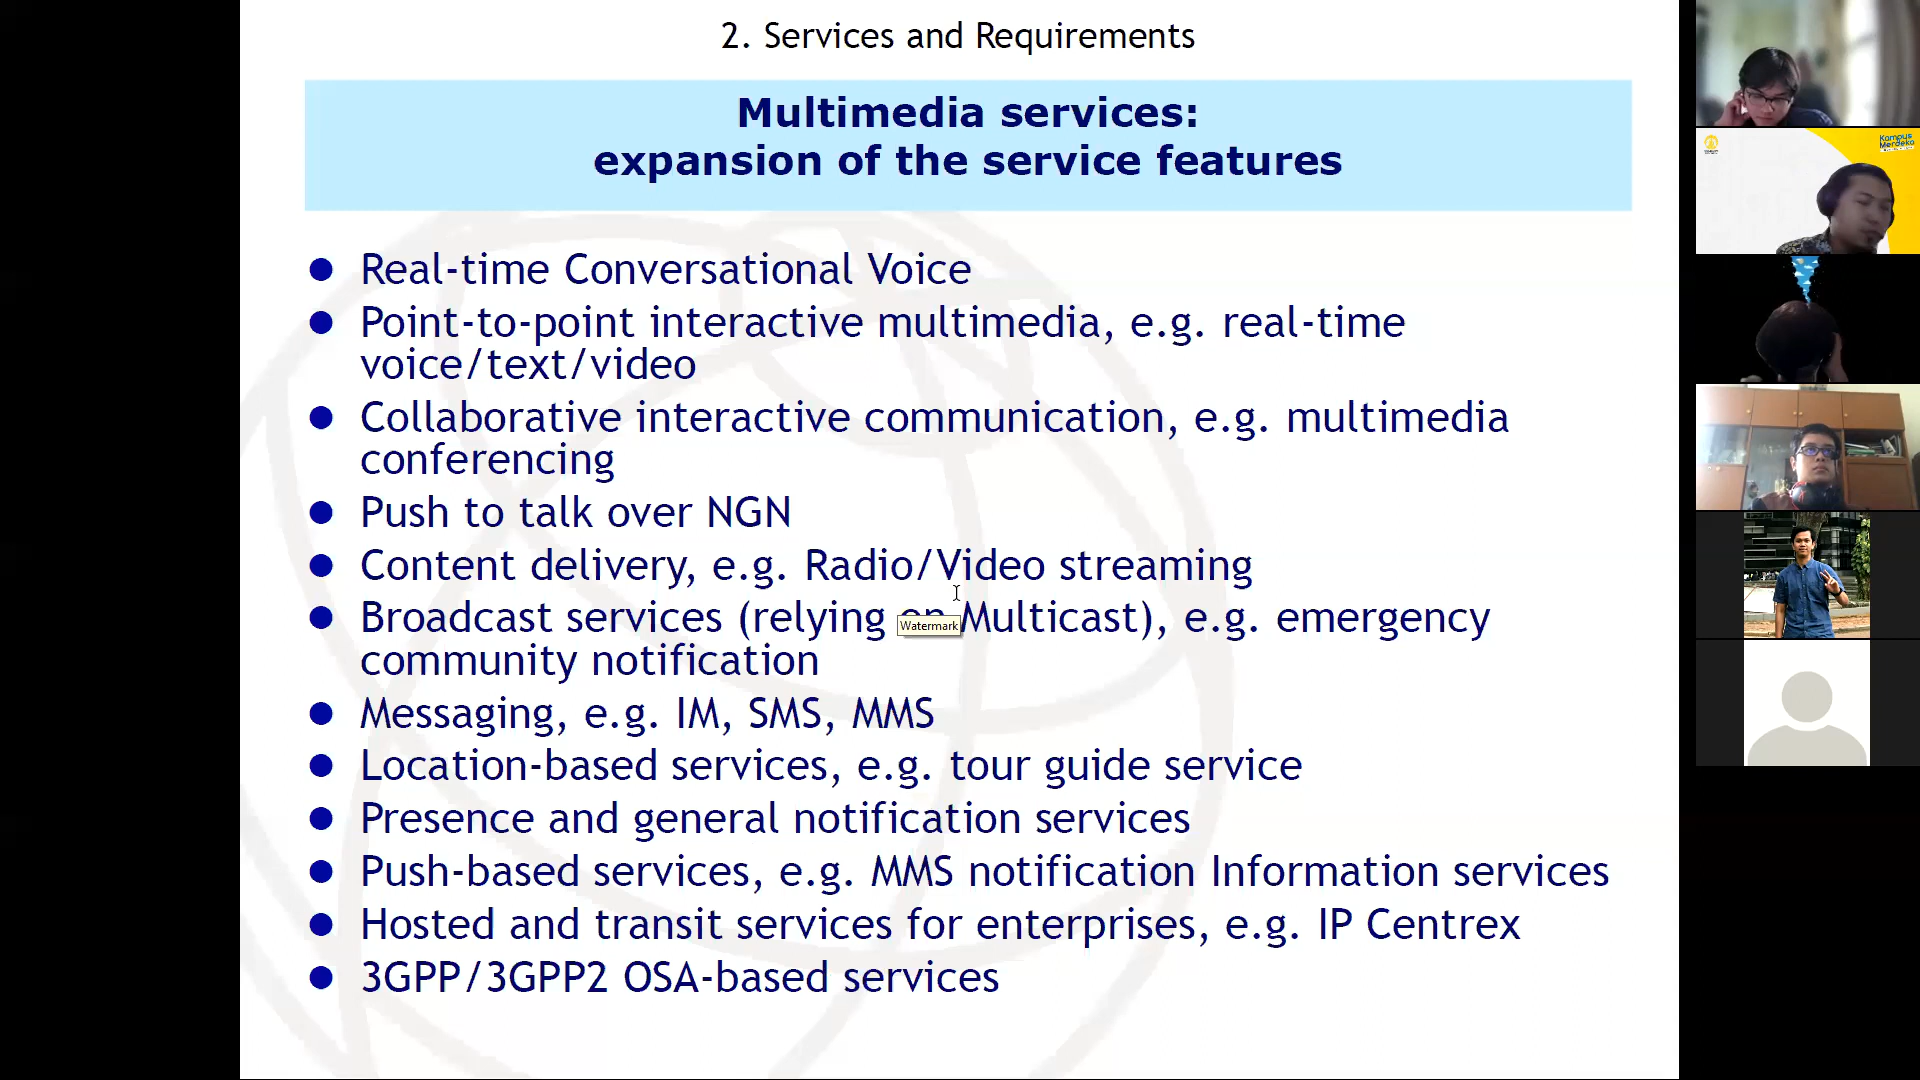 2. Services and Requirements
Multimedia services:
expansion of the service features
● Real-time Conversational Voice
● Point-to-point interactive multimedia, e.g. real-time
voice/text/video
● Collaborative interactive communication, e.g. multimedia
conferencing
● Push to talk over NGN
● Content delivery, e.g. Radio/Video streaming
● Broadcast services (relying on Multicast), e.g. emergency
community notification
Watermark
● Messaging, e.g. IM, SMS, MMS
● Location-based services, e.g. tour guide service
● Presence and general notification services
● Push-based services, e.g. MMS notification Information services
● Hosted and transit services for enterprises, e.g. IP Centrex
● 3GPP/3GPP2 OSA-based services
Kampus
Merdeka